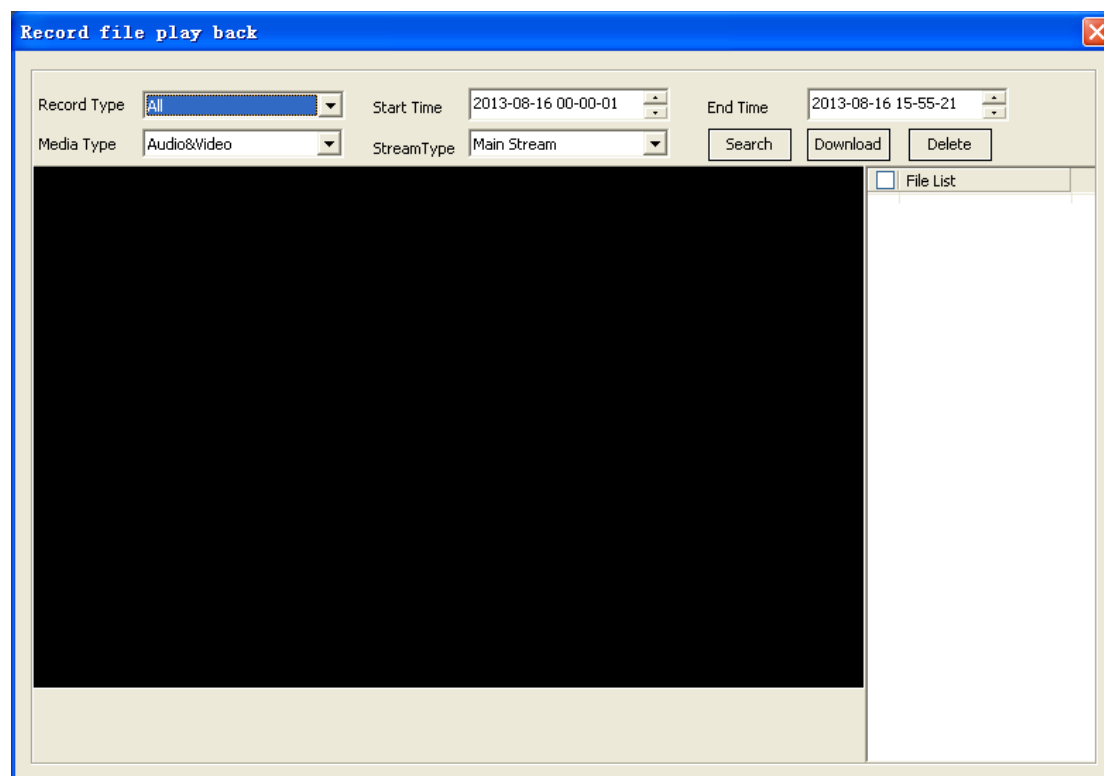 Record file play back
Record Type All Start Time 2013-08-16 00-00-01 End Time 2013-08-16 15-55-21
Media Type Audio&Video StreamType Main Stream Search Download Delete
File List